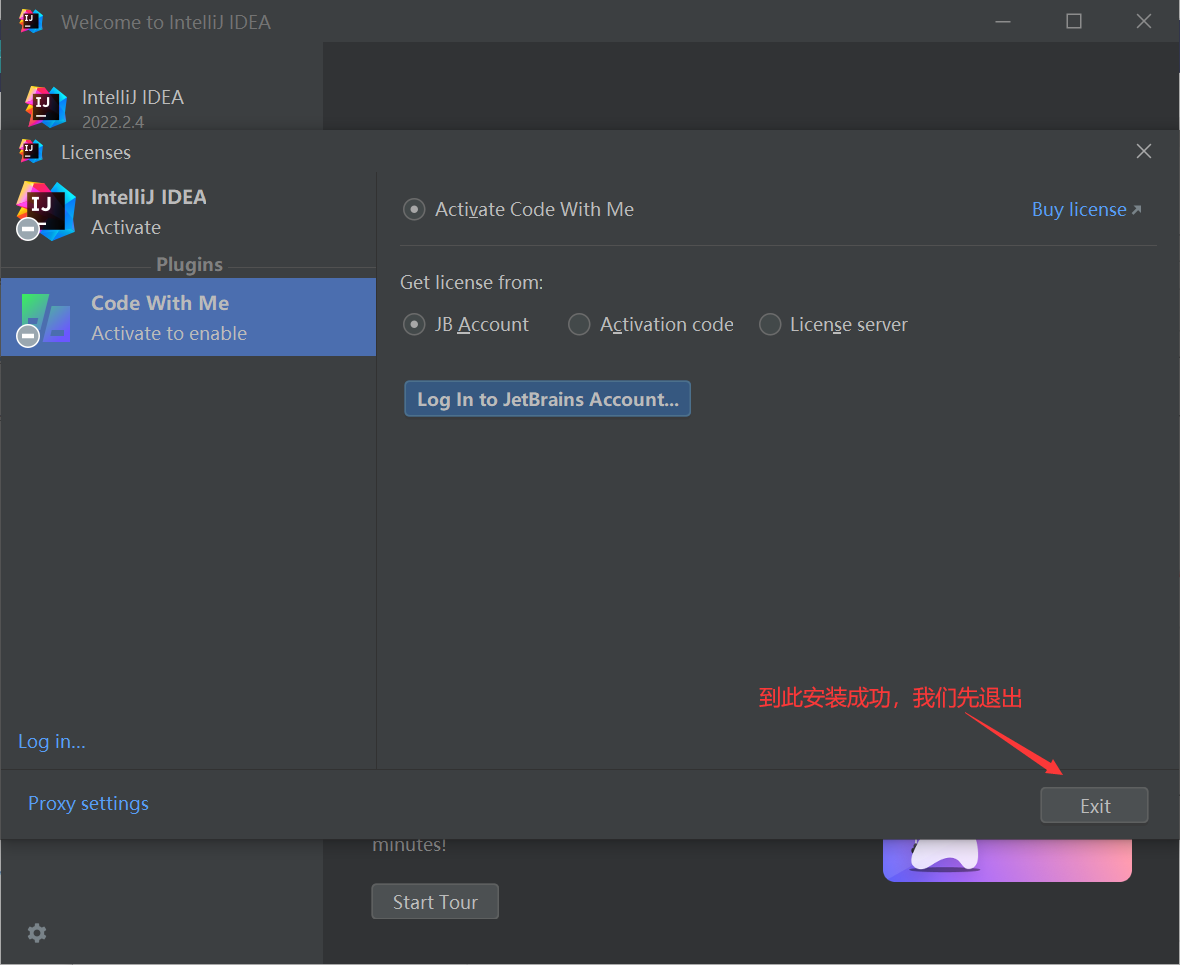 Welcome to IntelliJ IDEA
IntelliJ IDEA
2022.2.4
Licenses
IntelliJ IDEA
Activate
Plugins
Code With Me
Activate to enable
Activate Code With Me
Buy license
Get license from:
JB Account
Activation code
License server
Log In to JetBrains Account...
到此安装成功，我们先退出
Log in...
Proxy settings
Exit
minutes!
Start Tour